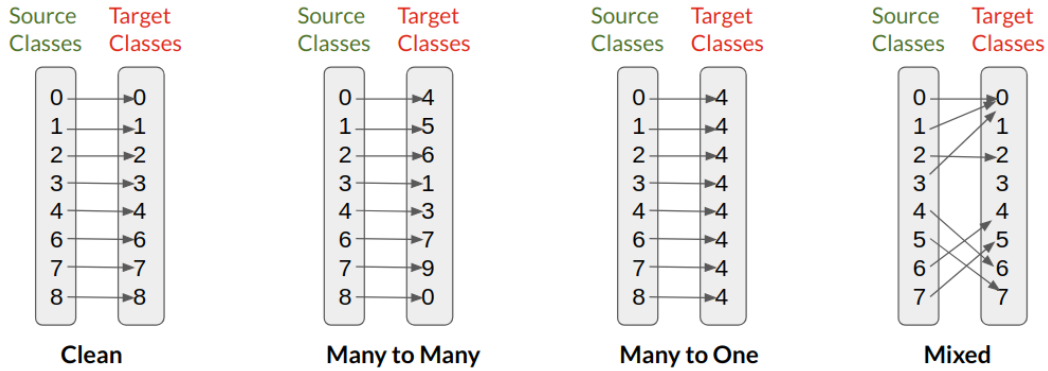 Source Target Source Target Source Target Source Target
Classes Classes Classes Classes Classes Classes Classes Classes
0 0 0 4 0 4 0 0
1 1 1 5 1 4 1 1
2 2 2 6 2 4 2 2
3 3 3 1 3 4 3 3
4 4 4 3 4 4 4 4
6 6 6 7 6 4 5 5
7 7 7 9 7 4 6 6
8 8 8 0 8 4 7 7
Clean Many to Many Many to One Mixed